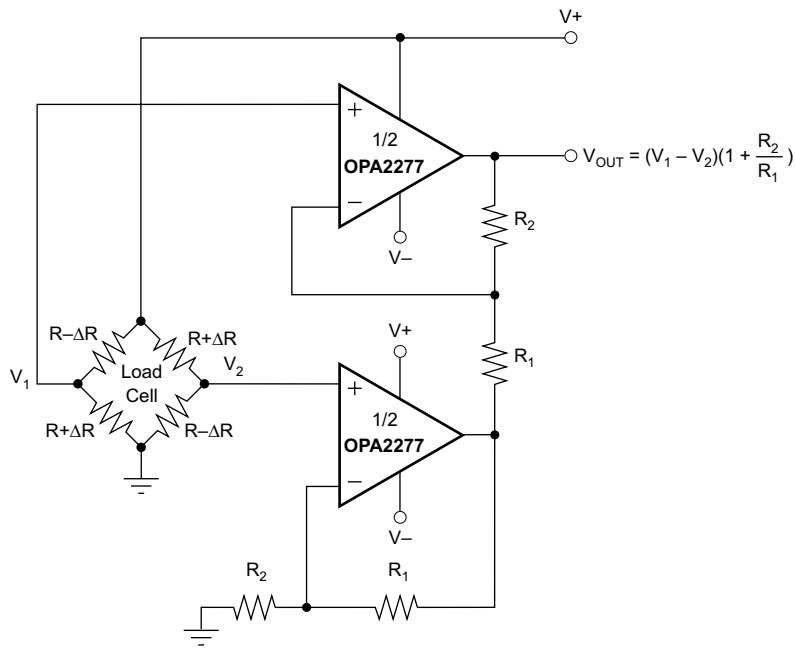 V+
+
1/2
OPA2277
−
V−
V_OUT = (V_1 – V_2)(1 + R_2/R_1 )
R_2
R_1
R−ΔR
R+ΔR
V_1
V_2
Load
Cell
R+ΔR
R−ΔR
V+
+
1/2
OPA2277
−
V−
R_2
R_1